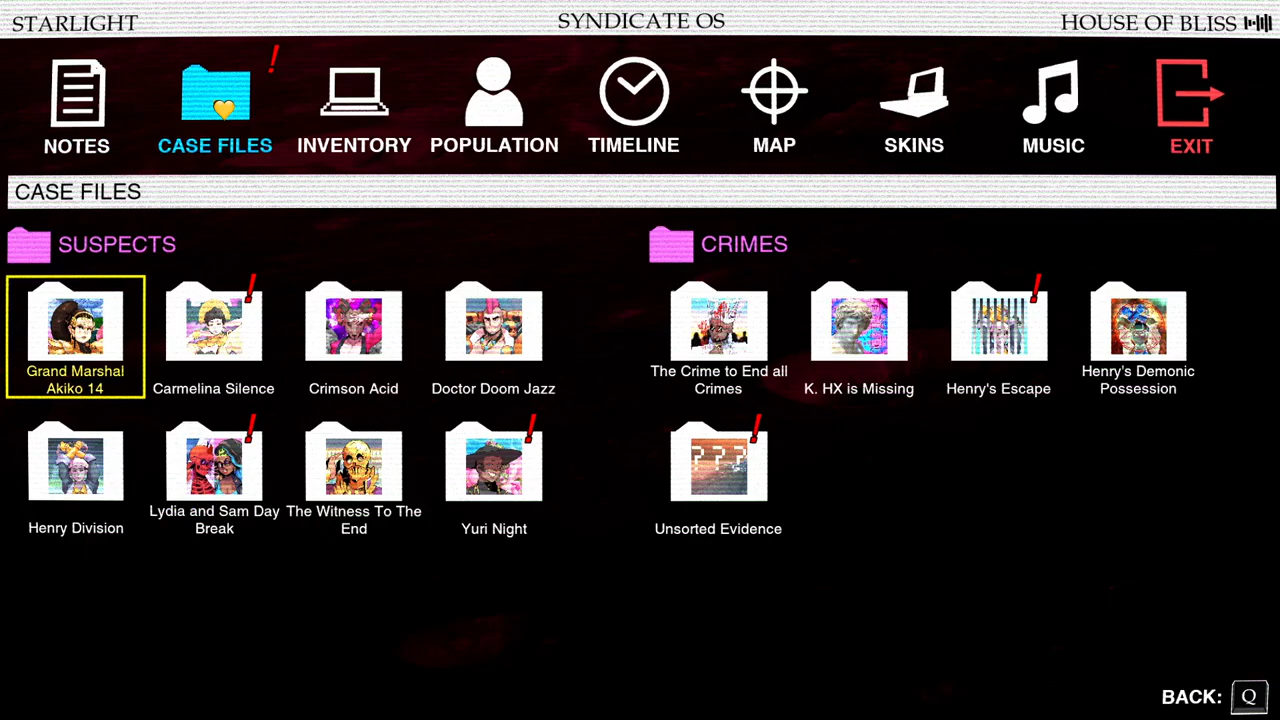 STARLIGHT
SYNDICATE OS
HOUSE OF BLISS
NOTES
CASE FILES
INVENTORY
POPULATION
TIMELINE
MAP
SKINS
MUSIC
EXIT
CASE FILES
SUSPECTS
Grand Marshal
Akiko 14
Carmelina Silence
Crimson Acid
Doctor Doom Jazz
Henry Division
Lydia and Sam Day
Break
The Witness To The
End
Yuri Night
CRIMES
The Crime to End all
Crimes
K. HX is Missing
Henry's Escape
Henry's Demonic
Possession
???
Unsorted Evidence
BACK: Q